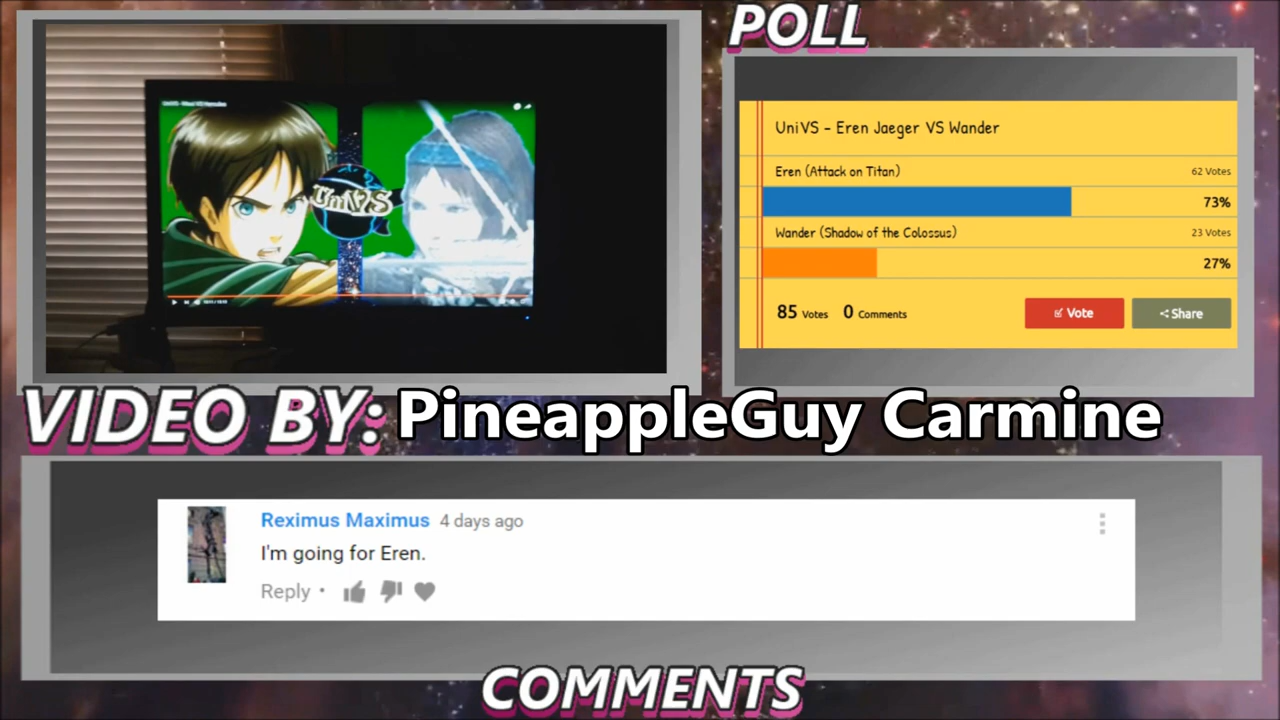 POLL
UniVS
UniVS - Eren Jaeger VS Wander
Eren (Attack on Titan)
62 Votes
73%
Wander (Shadow of the Colossus)
23 Votes
27%
85 Votes 0 Comments
Vote
Share
VIDEO BY: PineappleGuy Carmine
Reximus Maximus 4 days ago
I'm going for Eren.
Reply •
COMMENTS